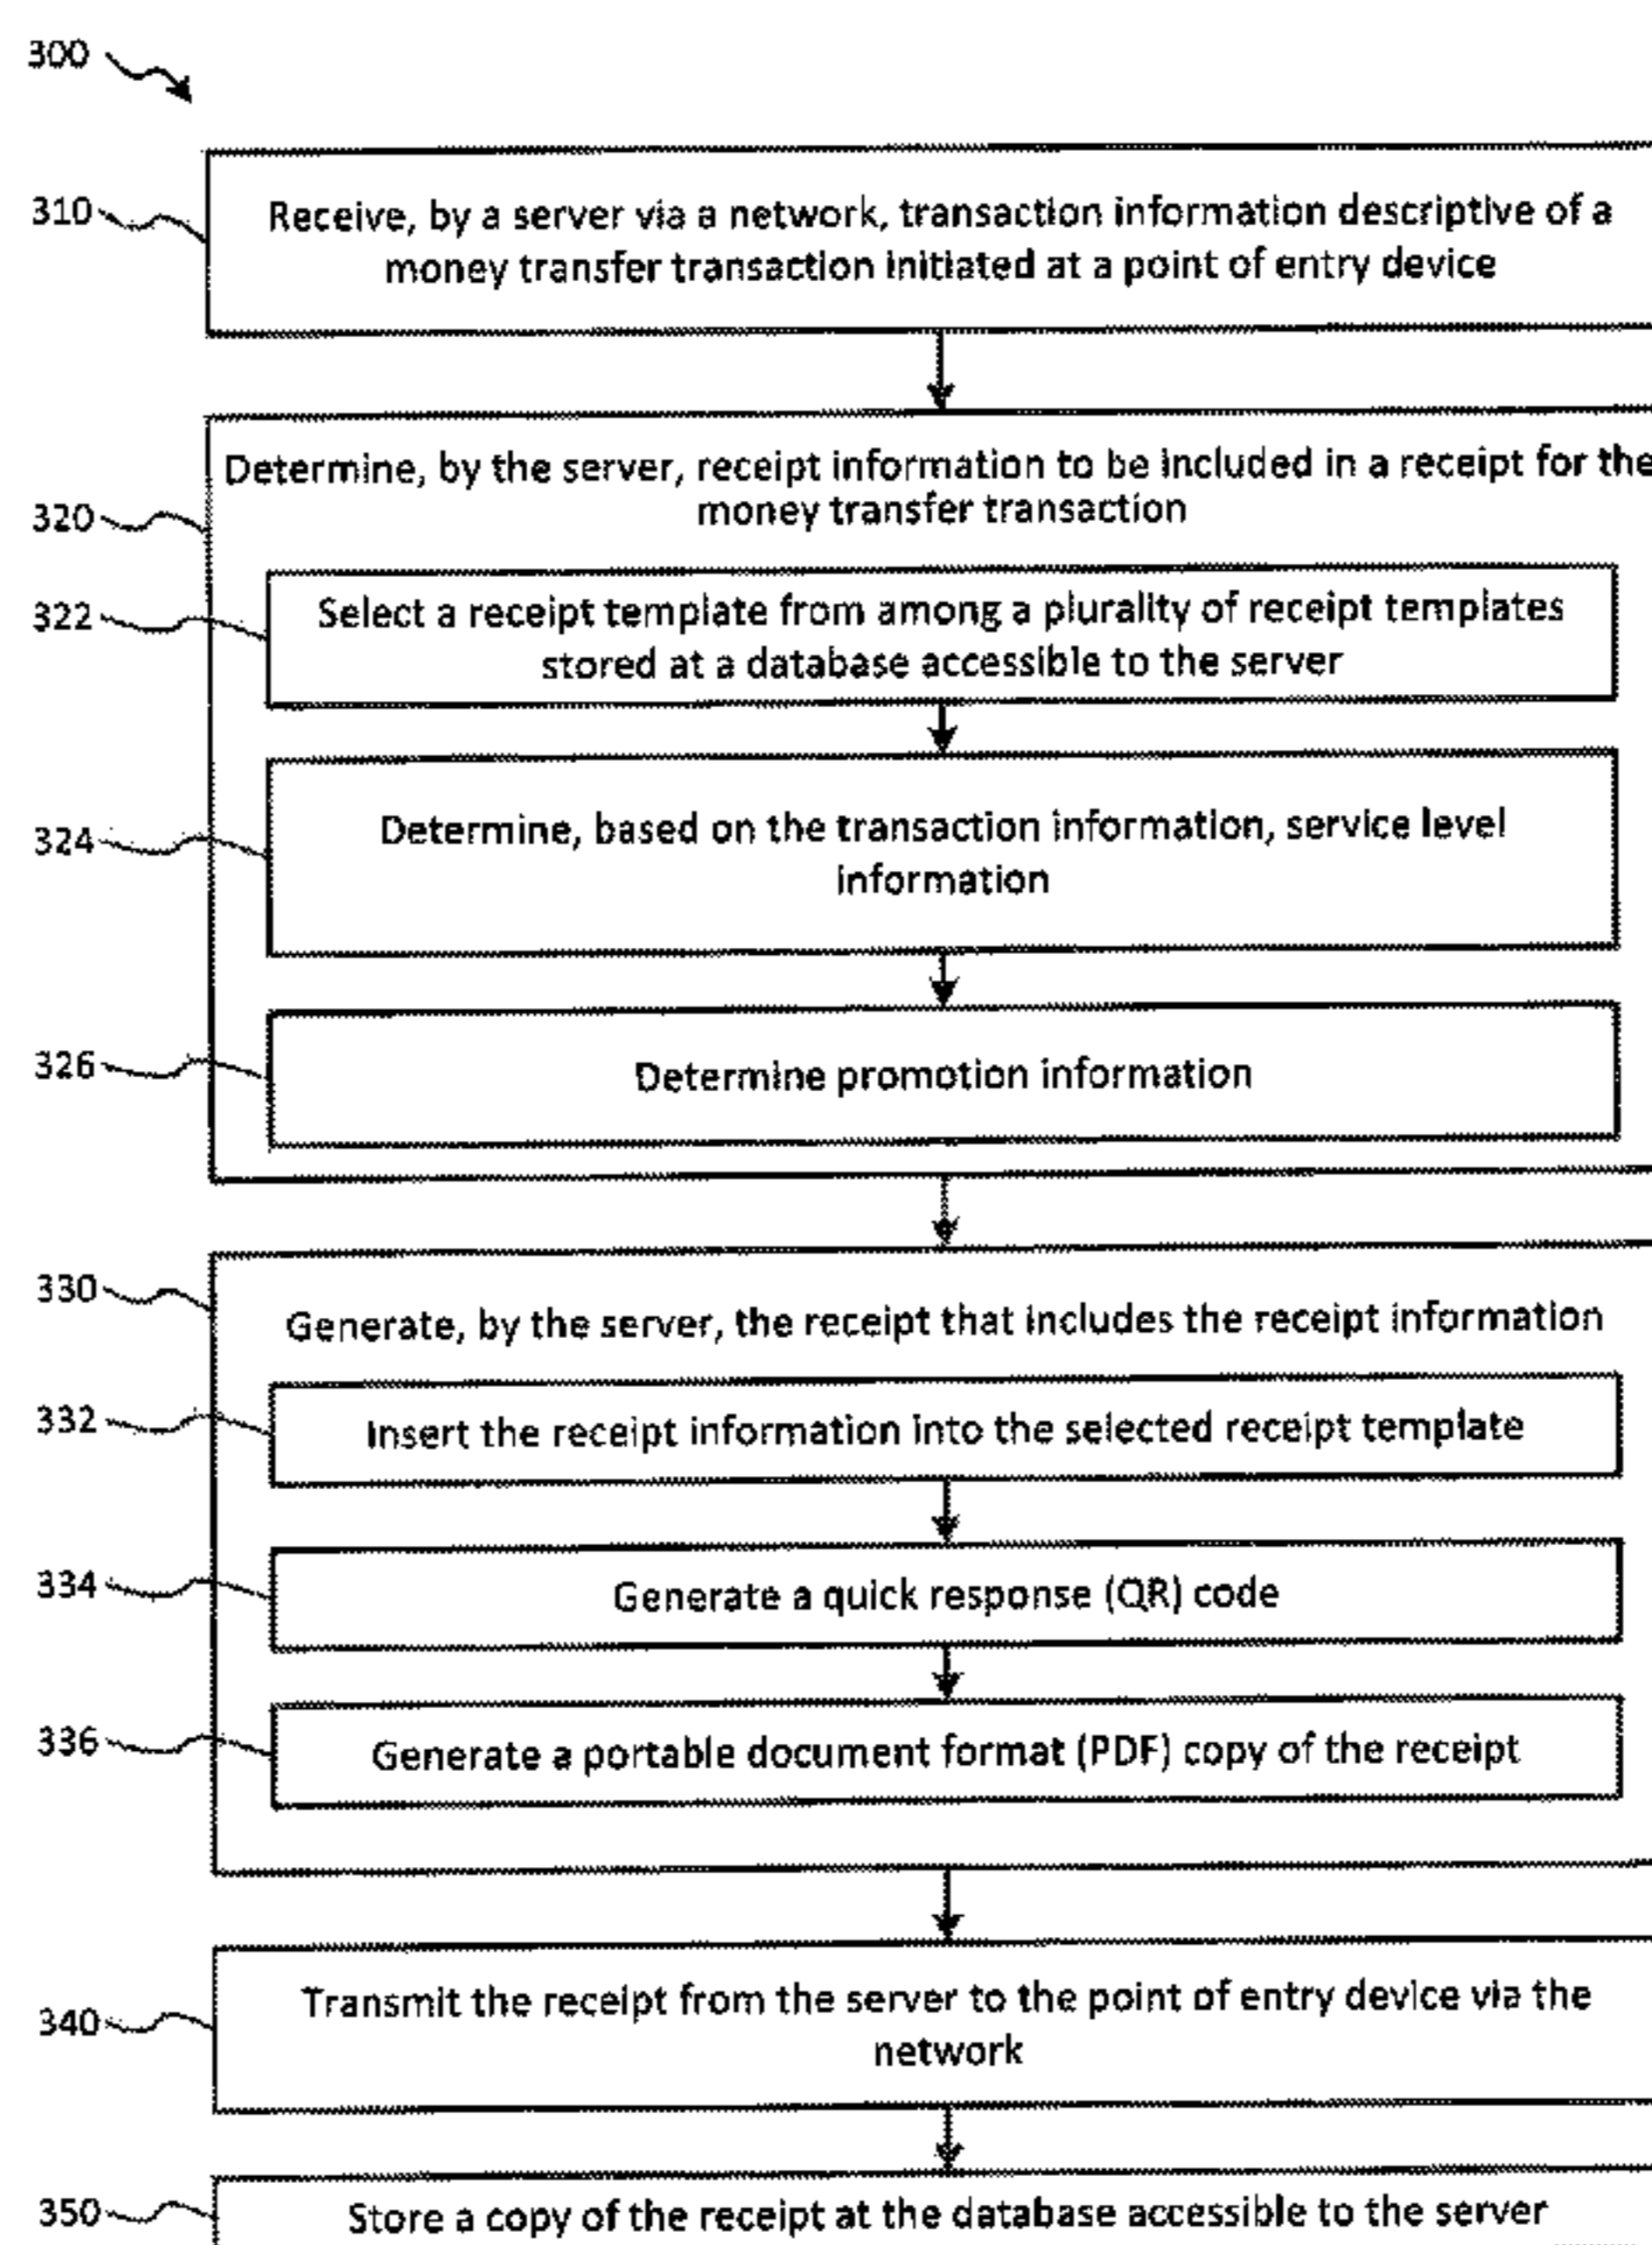 300
310
Receive, by a server via a network, transaction information descriptive of a
money transfer transaction initiated at a point of entry device
Determine, by the server, receipt information to be included in a receipt for the
money transfer transaction
320
322
Select a receipt template from among a plurality of receipt templates
stored at a database accessible to the server
324
Determine, based on the transaction information, service level
information
326
Determine promotion information
330
Generate, by the server, the receipt that includes the receipt information
332
Insert the receipt information into the selected receipt template
334
Generate a quick response (QR) code
336
Generate a portable document format (PDF) copy of the receipt
340
Transmit the receipt from the server to the point of entry device via the
network
350
Store a copy of the receipt at the database accessible to the server